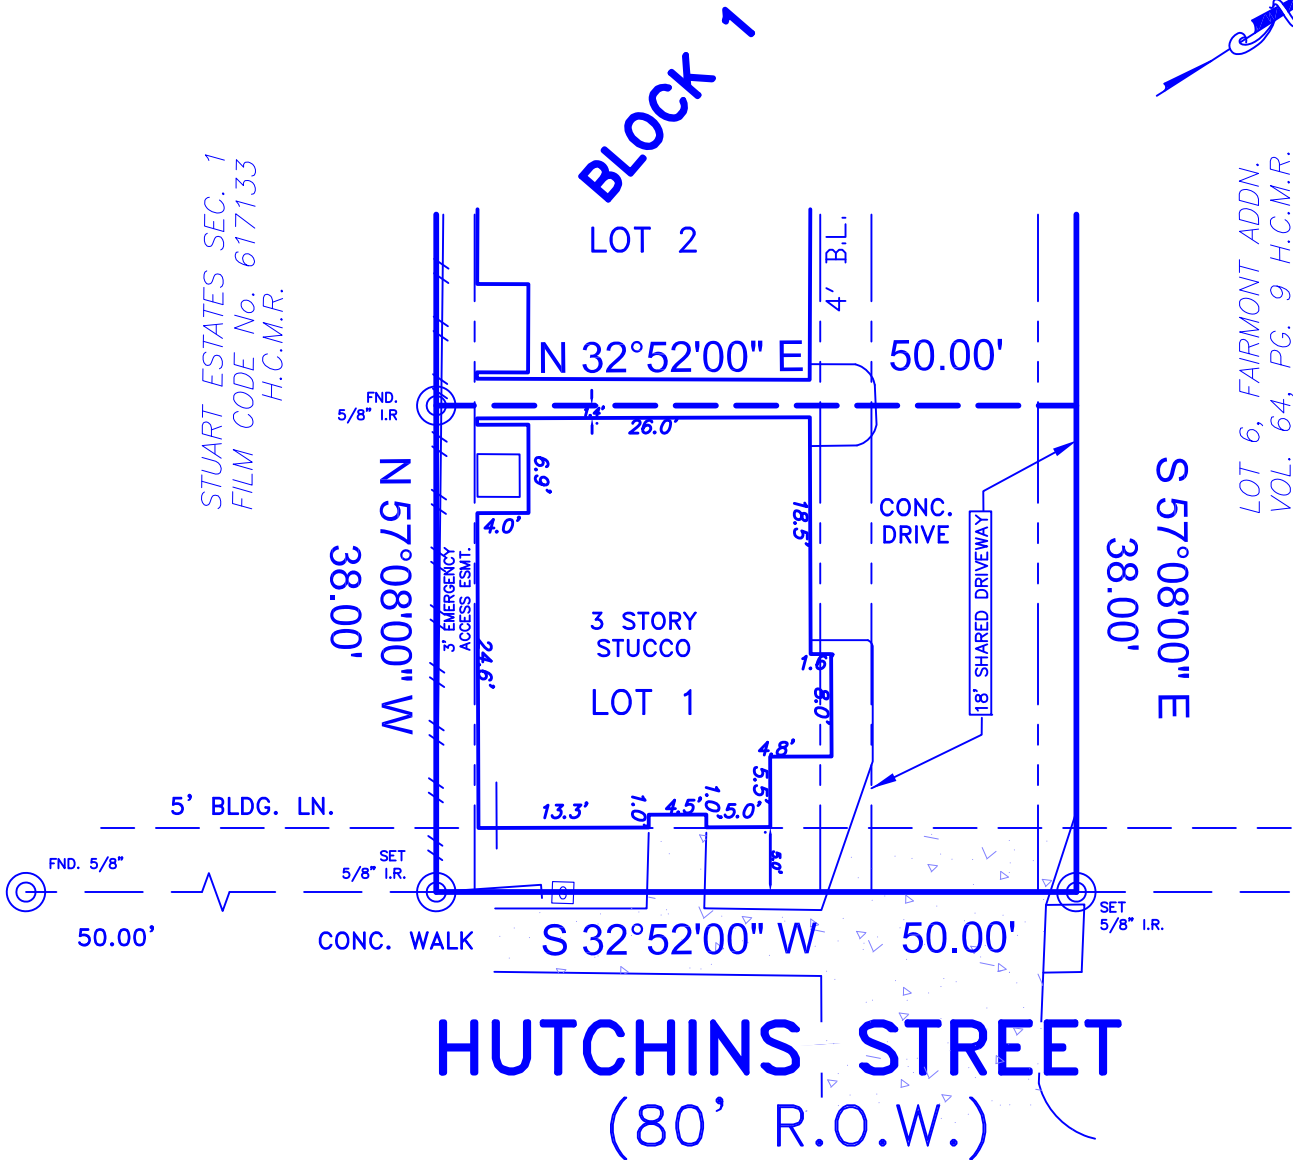 BLOCK 1
STUART ESTATES SEC. 1
FILM CODE No. 617133
H.C.M.R.
LOT 6, FAIRMONT ADDN.
VOL. 64, PG. 9 H.C.M.R.
LOT 2
4' B.L.
N 32°52'00" E 50.00'
FND.
5/8" I.R
1.4'
26.0'
6.9'
4.0'
18.5'
CONC.
DRIVE
N 57°08'00" W
38.00'
S 57°08'00" E
38.00'
3' EMERGENCY
ACCESS ESMT.
18' SHARED DRIVEWAY
3 STORY
STUCCO
LOT 1
24.6'
1.6'
8.0'
4.8'
5.5'
5' BLDG. LN.
13.3'
1.0'
4.5'
1.0'
5.0'
5.0'
FND. 5/8"
SET
5/8" I.R.
SET
5/8" I.R.
50.00'
CONC. WALK
S 32°52'00" W 50.00'
HUTCHINS STREET
(80' R.O.W.)